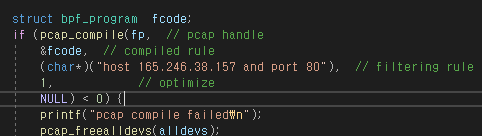 struct bpf_program  fcode;
if (pcap_compile(fp,  // pcap handle
&fcode,  // compiled rule
(char*)("host 165.246.38.157 and port 80"),  // filtering rule
1,           // optimize
NULL) < 0) {
printf("pcap compile failed₩n");
pcap_freealldevs(alldevs);